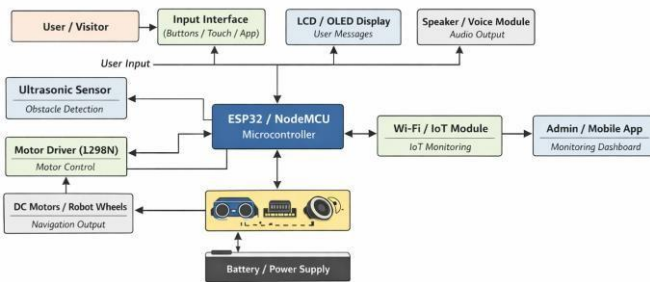 User / Visitor
Input Interface
(Buttons / Touch / App)
LCD / OLED Display
User Messages
Speaker / Voice Module
Audio Output
User Input
Ultrasonic Sensor
Obstacle Detection
ESP32 / NodeMCU
Microcontroller
Wi-Fi / IoT Module
IoT Monitoring
Admin / Mobile App
Monitoring Dashboard
Motor Driver (1298N)
Motor Control
DC Motors / Robot Wheels
Navigation Output
Battery / Power Supply